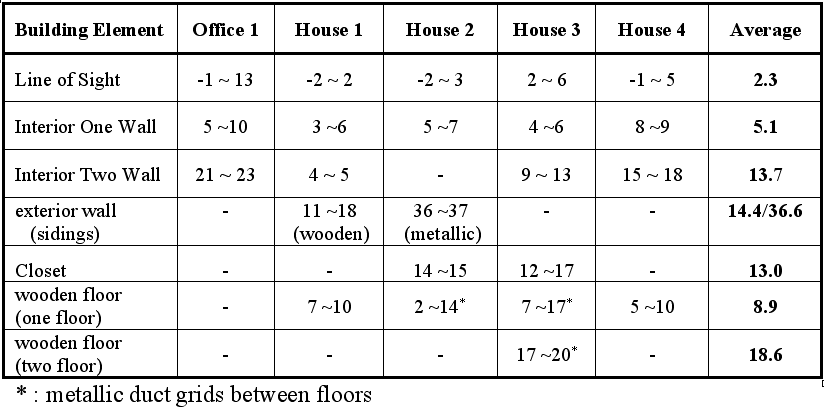 Building Element Office 1 House 1 House 2 House 3 House 4 Average
Line of Sight -1 ~ 13 -2 ~ 2 -2 ~ 3 2 ~ 6 -1 ~ 5 2.3
Interior One Wall 5 ~10 3 ~6 5 ~7 4 ~6 8 ~9 5.1
Interior Two Wall 21 ~ 23 4 ~ 5 - 9 ~ 13 15 ~ 18 13.7
exterior wall - 11 ~18 36 ~37 - - 14.4/36.6
(sidings) (wooden) (metallic)
Closet - - 14 ~15 12 ~17 - 13.0
wooden floor
(one floor) - 7 ~10 2 ~14* 7 ~17* 5 ~10 8.9
wooden floor
(two floor) - - - 17 ~20* - 18.6
* : metallic duct grids between floors